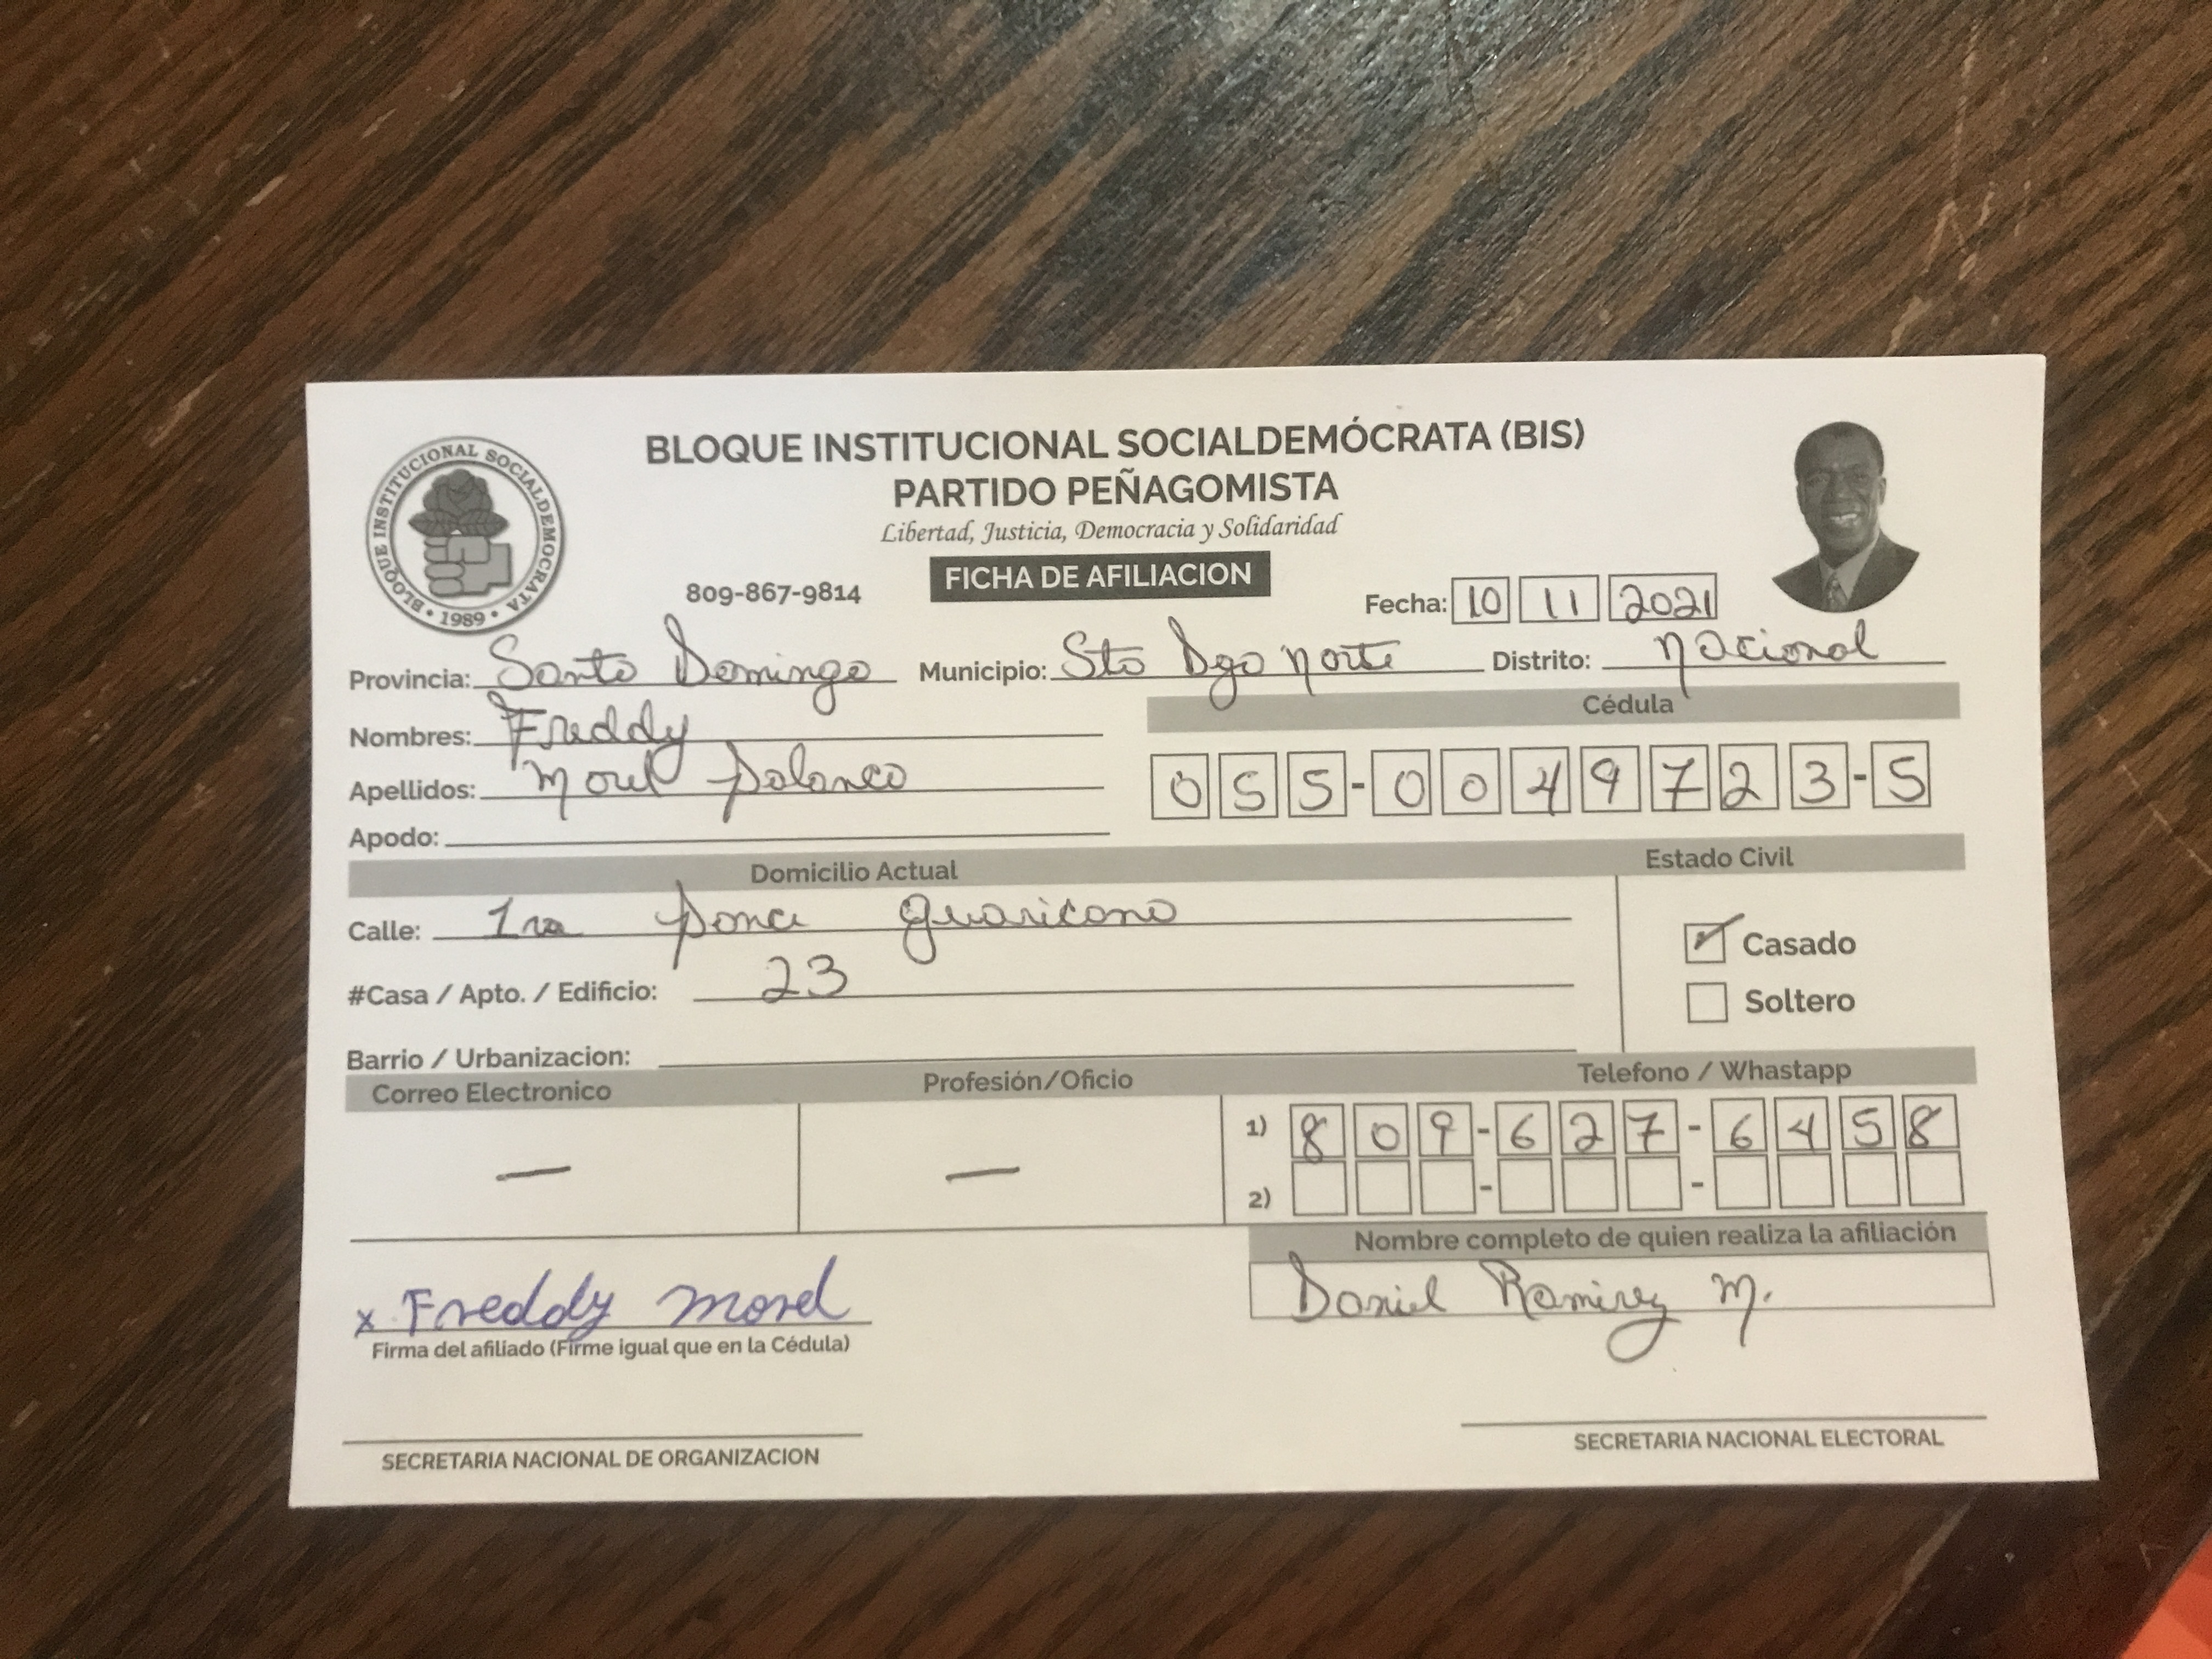 BLOQUE INSTITUCIONAL SOCIALDEMÓCRATA (BIS)
PARTIDO PEÑAGOMISTA
Libertad, Justicia, Democracia y Solidaridad
BLOQUE INSTITUCIONAL SOCIALDEMOCRATA • 1989 •
809-867-9814
FICHA DE AFILIACION
Fecha: 10 11 2021
Provincia: Santo Domingo Municipio: Sto Dgo norte Distrito: nacional
Nombres: Freddy
Cédula
Apellidos: Morel Polanco
055-0049723-5
Apodo:
Domicilio Actual
Estado Civil
Calle: 1ra ponce guaricano
Casado
#Casa / Apto. / Edificio: 23
Soltero
Barrio / Urbanizacion:
Correo Electronico
Profesión/Oficio
Telefono / Whastapp
— —
1) 809-627-6458
2) - -
Nombre completo de quien realiza la afiliación
Daniel Ramirez M.
x Freddy morel
Firma del afiliado (Firme igual que en la Cédula)
SECRETARIA NACIONAL DE ORGANIZACION
SECRETARIA NACIONAL ELECTORAL